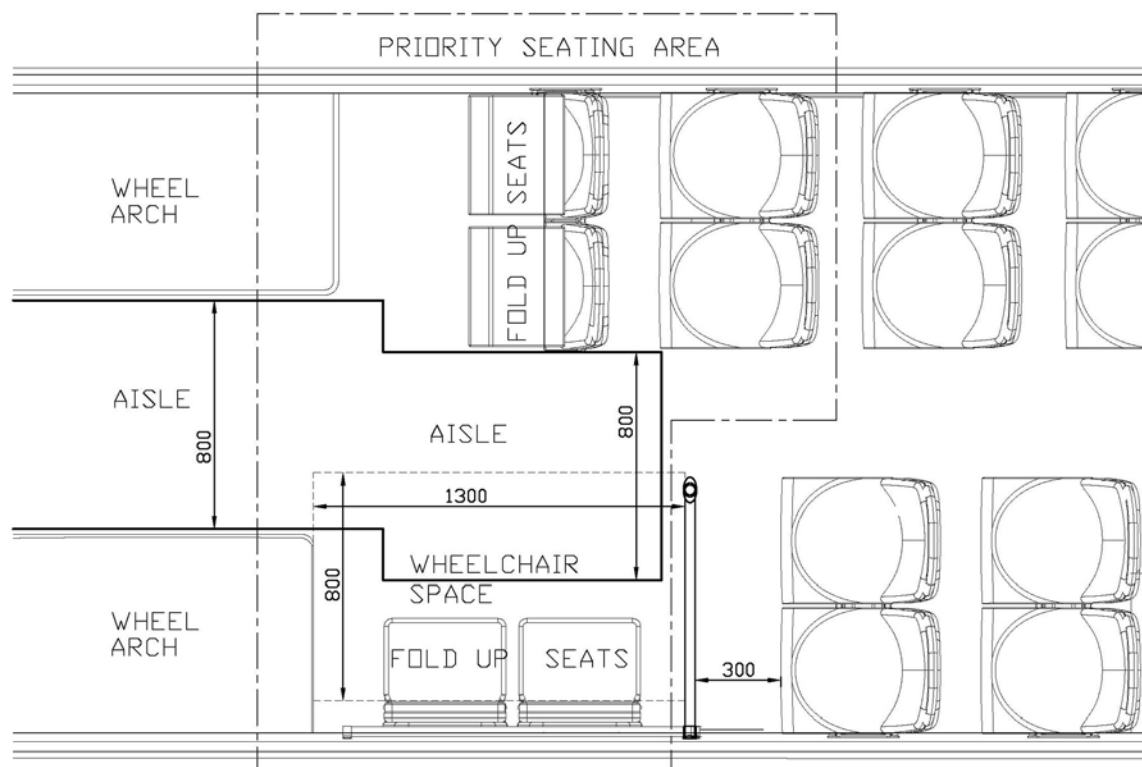 PRIORITY SEATING AREA
WHEEL
ARCH
FOLD UP SEATS
AISLE
800
AISLE
800
1300
800
WHEELCHAIR
SPACE
WHEEL
ARCH
FOLD UP SEATS
300